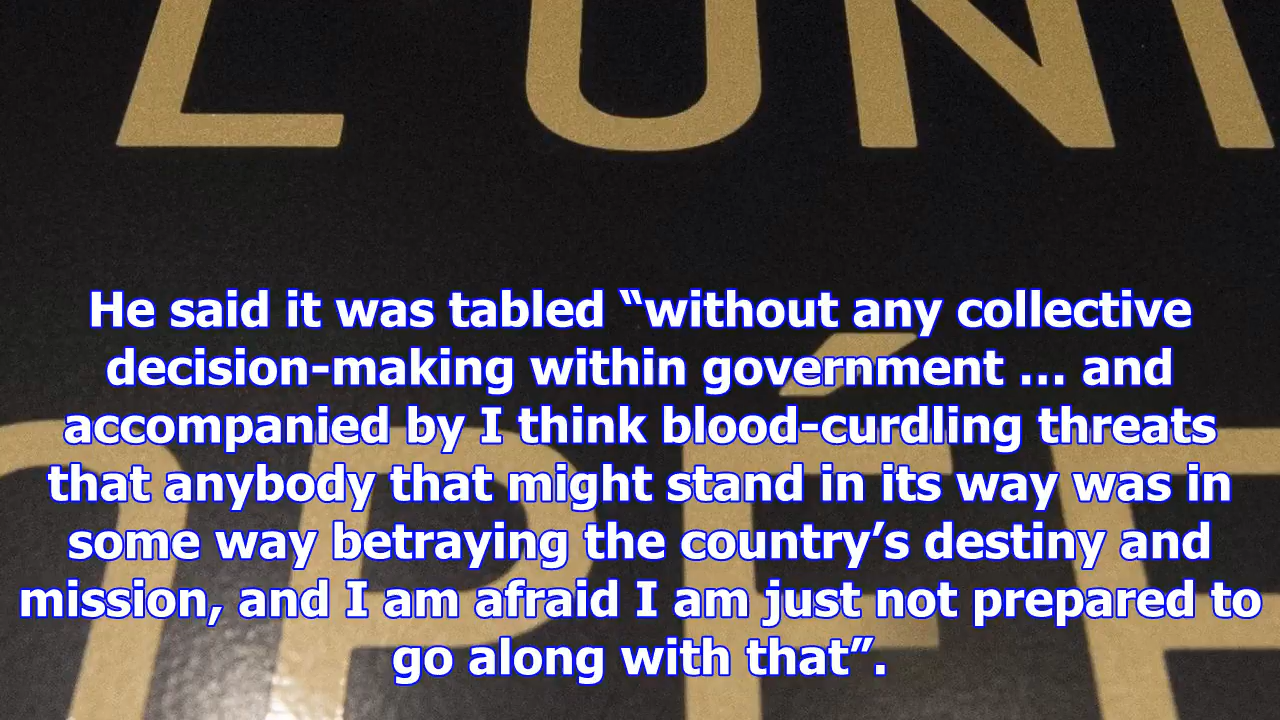 L'UNI
He said it was tabled “without any collective
decision-making within government … and
accompanied by I think blood-curdling threats
that anybody that might stand in its way was in
some way betraying the country’s destiny and
mission, and I am afraid I am just not prepared to
go along with that”.
OPÉE